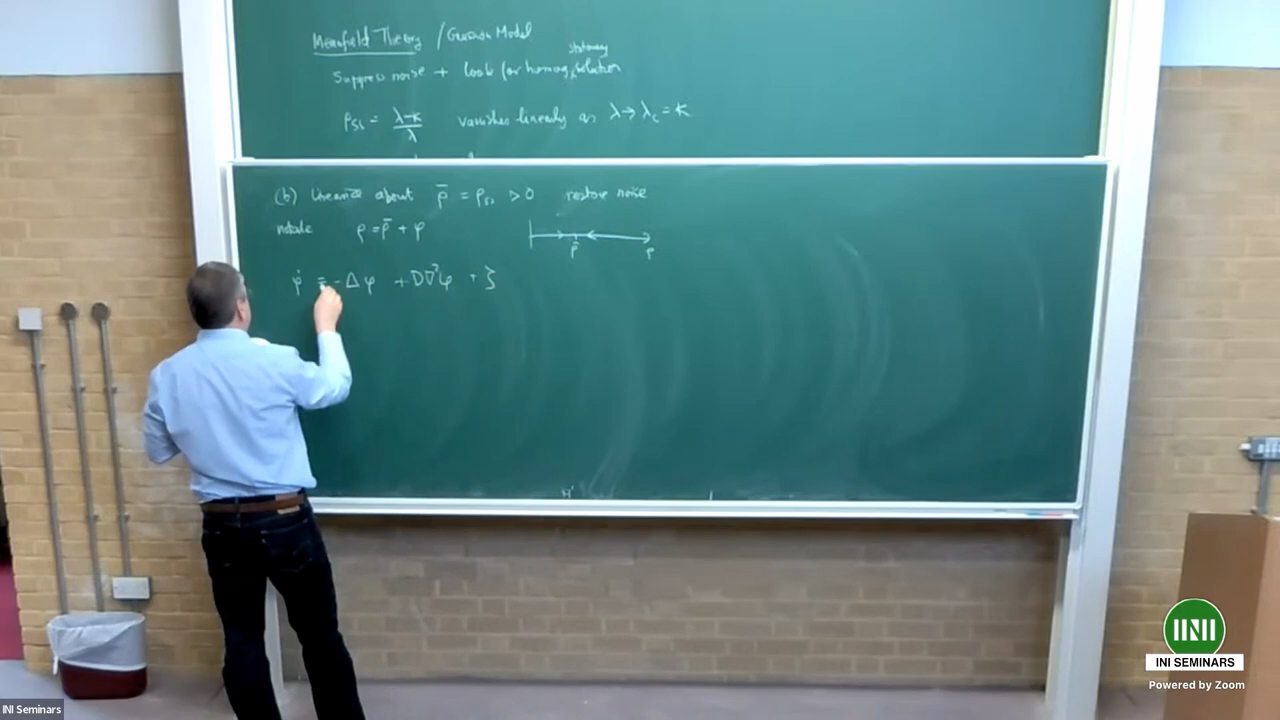 Meanfield Theory / Gaussian Model
stationary
Suppress noise + look for homog, solution
ρss = λ-κ / λ vanishes linearly as λ → λc = κ
(b) linearize about ρ̄ = ρss > 0 restore noise
notate ρ = ρ̄ + φ
ρ̄ ρ
φ̇ = -Δφ + D∇²φ + ζ
INI
INI SEMINARS
Powered by Zoom
INI Seminars